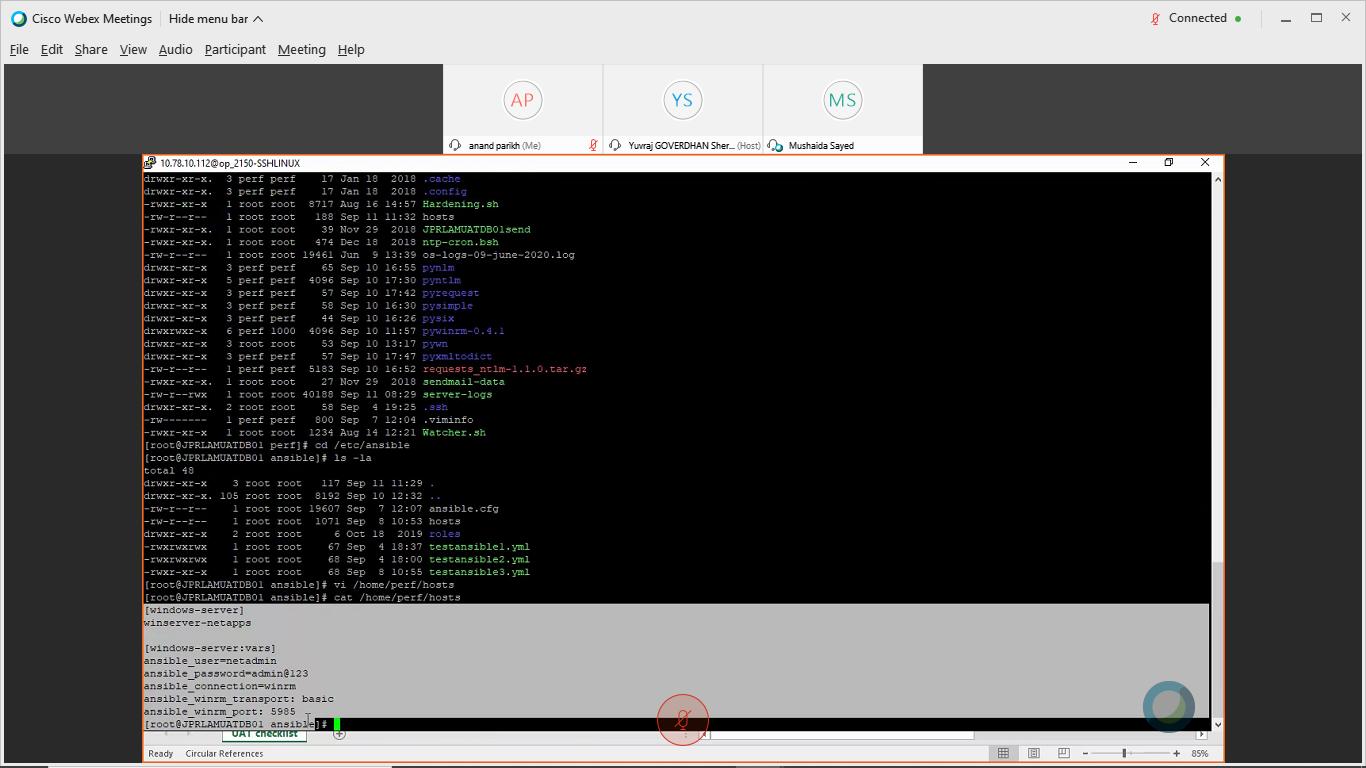 Cisco Webex Meetings Hide menu bar Connected
File Edit Share View Audio Participant Meeting Help
AP YS MS
anand parikh (Me) Yuvraj GOVERDHAN Sher... (Host) Mushaida Sayed
10.78.10.112@op_2150-SSHLINUX
drwxr-xr-x. 3 perf perf 17 Jan 18 2018 .cache
drwxr-xr-x. 3 perf perf 17 Jan 18 2018 .config
-rwxr-xr-x 1 root root 8717 Aug 16 14:57 Hardening.sh
-rw-r--r-- 1 root root 188 Sep 11 11:32 hosts
-rwxr-xr-x. 1 root root 39 Nov 29 2018 JPRLAMUATDB01send
-rwxr-xr-x. 1 root root 474 Dec 18 2018 ntp-cron.bsh
-rw-r--r-- 1 root root 19461 Jun 9 13:39 os-logs-09-june-2020.log
drwxr-xr-x 3 perf perf 65 Sep 10 16:55 pynlm
drwxr-xr-x 5 perf perf 4096 Sep 10 17:30 pyntlm
drwxr-xr-x 3 perf perf 57 Sep 10 17:42 pyrequest
drwxr-xr-x 3 perf perf 58 Sep 10 16:30 pysimple
drwxr-xr-x 3 perf perf 44 Sep 10 16:26 pysix
drwxrwxr-x 6 perf 1000 4096 Sep 10 11:57 pywinrm-0.4.1
drwxr-xr-x 3 root root 53 Sep 10 13:17 pywn
drwxr-xr-x 3 perf perf 57 Sep 10 17:47 pyxmltodict
-rw-r--r-- 1 perf perf 5183 Sep 10 16:52 requests_ntlm-1.1.0.tar.gz
-rwxr-xr-x. 1 root root 27 Nov 29 2018 sendmail-data
-rw-r--rwx 1 root root 40188 Sep 11 08:29 server-logs
drwxr-xr-x. 2 root root 58 Sep 4 19:25 .ssh
-rw------- 1 perf perf 800 Sep 7 12:04 .viminfo
-rwxr-xr-x 1 root root 1234 Aug 14 12:21 Watcher.sh
[root@JPRLAMUATDB01 perf]# cd /etc/ansible
[root@JPRLAMUATDB01 ansible]# ls -la
total 48
drwxr-xr-x 3 root root 117 Sep 11 11:29 .
drwxr-xr-x. 105 root root 8192 Sep 10 12:32 ..
-rw-r--r-- 1 root root 19607 Sep 7 12:07 ansible.cfg
-rw-r--r-- 1 root root 1071 Sep 8 10:53 hosts
drwxr-xr-x 2 root root 6 Oct 18 2019 roles
-rwxrwxrwx 1 root root 67 Sep 4 18:37 testansible1.yml
-rwxrwxrwx 1 root root 68 Sep 4 18:00 testansible2.yml
-rwxrwxrwx 1 root root 68 Sep 8 10:55 testansible3.yml
[root@JPRLAMUATDB01 ansible]# vi /home/perf/hosts
[root@JPRLAMUATDB01 ansible]# cat /home/perf/hosts
[windows-server]
winserver-netapps
[windows-server:vars]
ansible_user=netadmin
ansible_password=admin@123
ansible_connection=winrm
ansible_winrm_transport: basic
ansible_winrm_port: 5985
[root@JPRLAMUATDB01 ansible]#
UAT checklist
Ready Circular References 85%